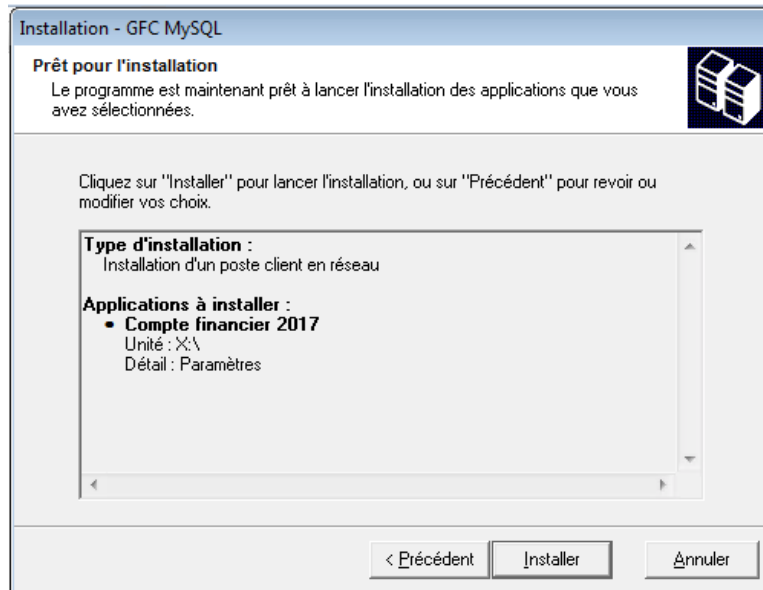 Installation - GFC MySQL
Prêt pour l'installation
Le programme est maintenant prêt à lancer l'installation des applications que vous
avez sélectionnées.
Cliquez sur "Installer" pour lancer l'installation, ou sur "Précédent" pour revoir ou
modifier vos choix.
Type d'installation :
Installation d'un poste client en réseau
Applications à installer :
• Compte financier 2017
Unité : X:\
Détail : Paramètres
< Précédent
Installer
Annuler